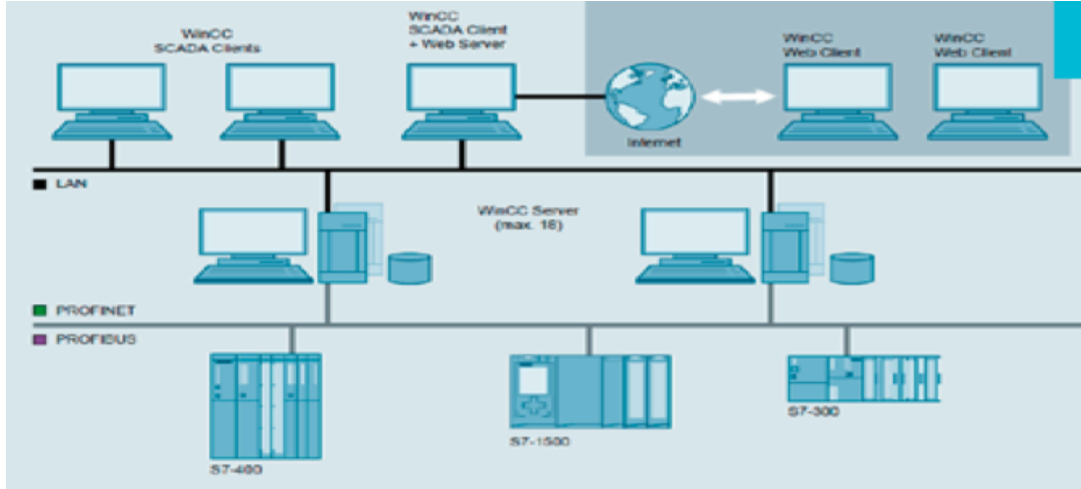 WinCC
SCADA Clients
WinCC
SCADA Client
+ Web Server
WinCC
Web Client
WinCC
Web Client
Internet
LAN
WinCC Server
(max. 18)
PROFINET
PROFIBUS
S7-400
S7-1500
S7-300